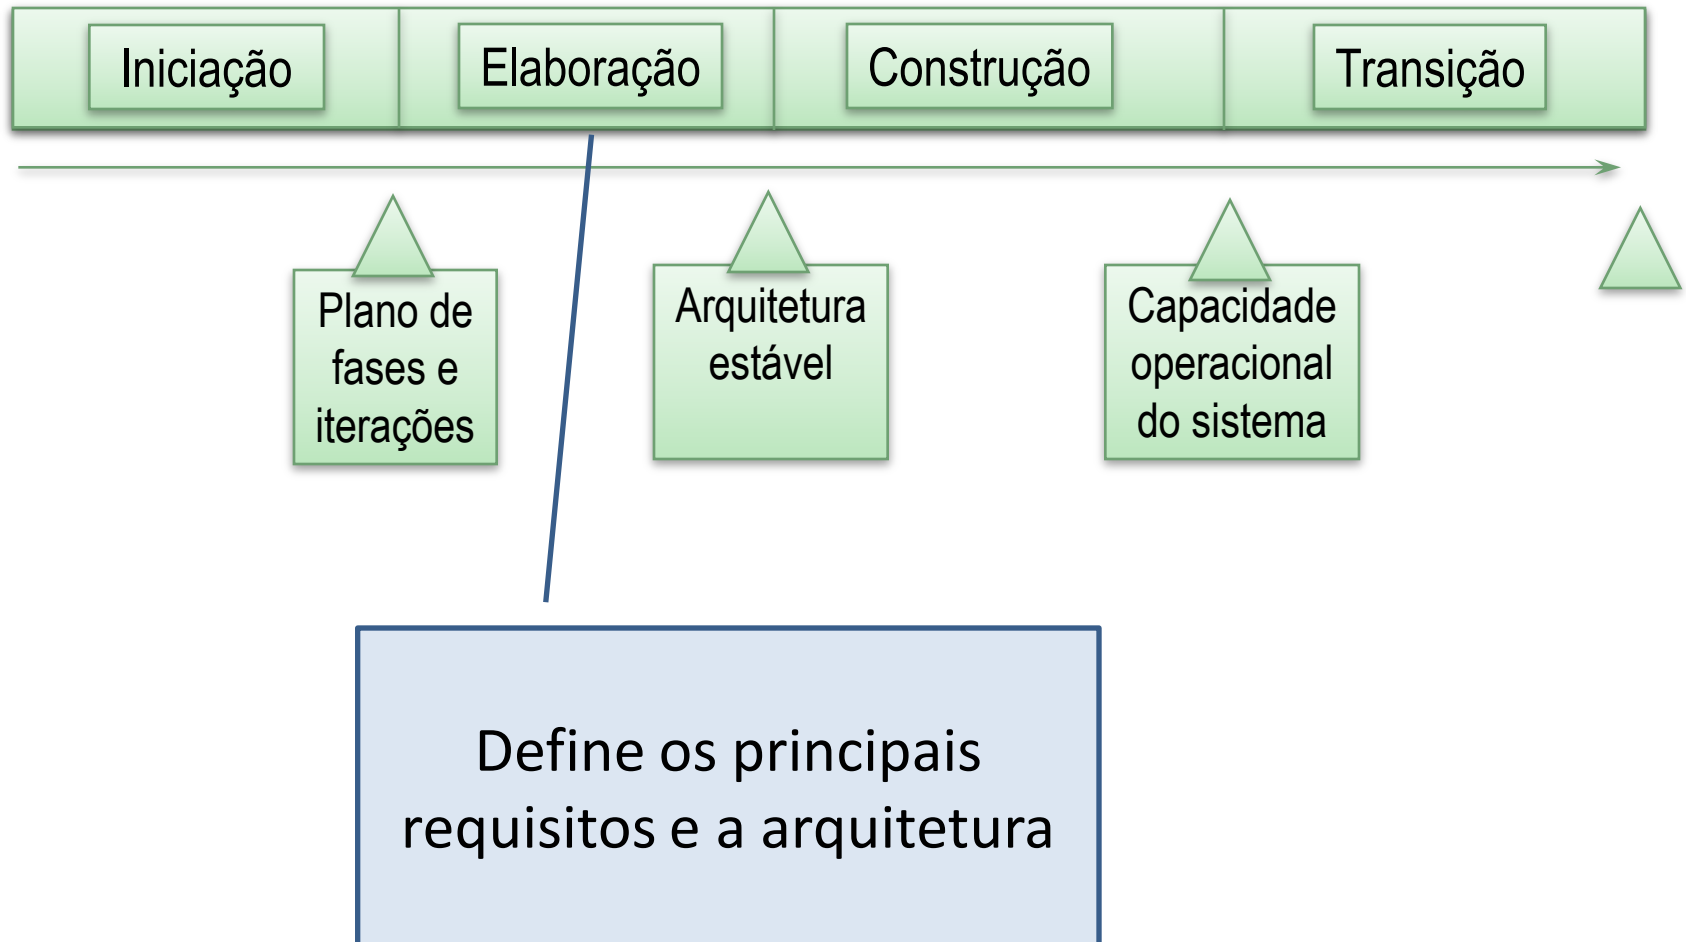 Iniciação
Elaboração
Construção
Transição
Plano de
fases e
iterações
Arquitetura
estável
Capacidade
operacional
do sistema
Define os principais
requisitos e a arquitetura